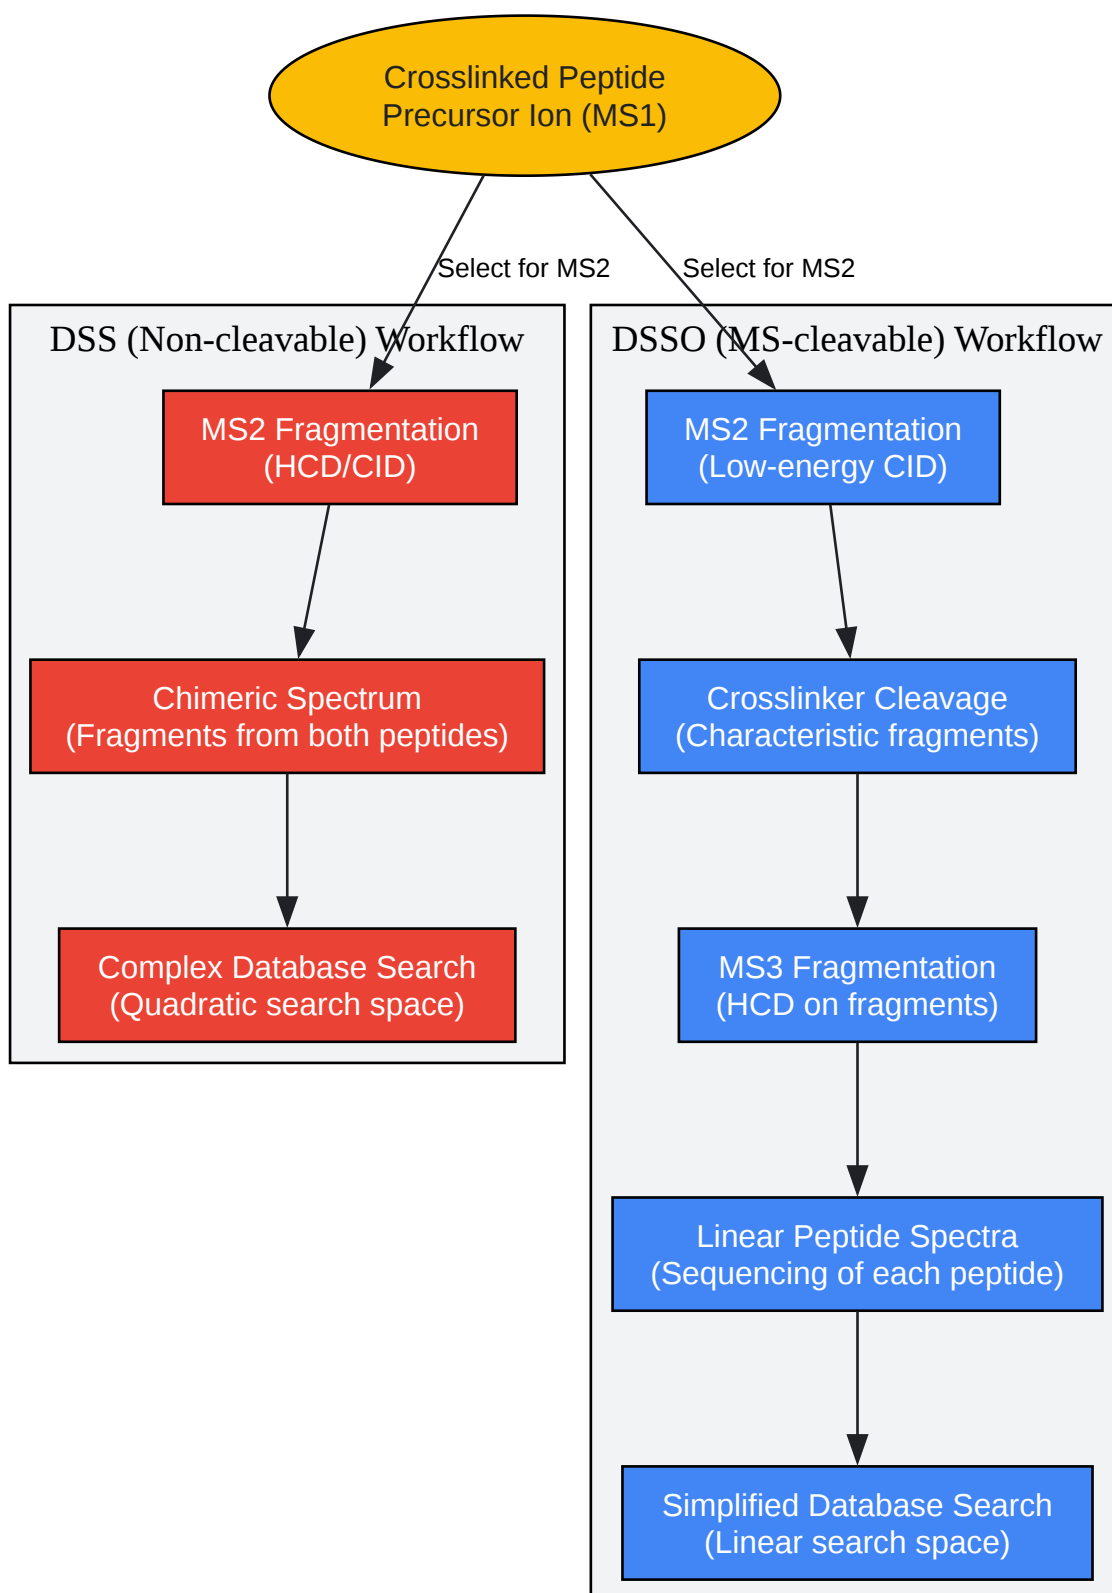 Crosslinked Peptide
Precursor Ion (MS1)
Select for MS2
Select for MS2
DSS (Non-cleavable) Workflow
MS2 Fragmentation
(HCD/CID)
Chimeric Spectrum
(Fragments from both peptides)
Complex Database Search
(Quadratic search space)
DSSO (MS-cleavable) Workflow
MS2 Fragmentation
(Low-energy CID)
Crosslinker Cleavage
(Characteristic fragments)
MS3 Fragmentation
(HCD on fragments)
Linear Peptide Spectra
(Sequencing of each peptide)
Simplified Database Search
(Linear search space)